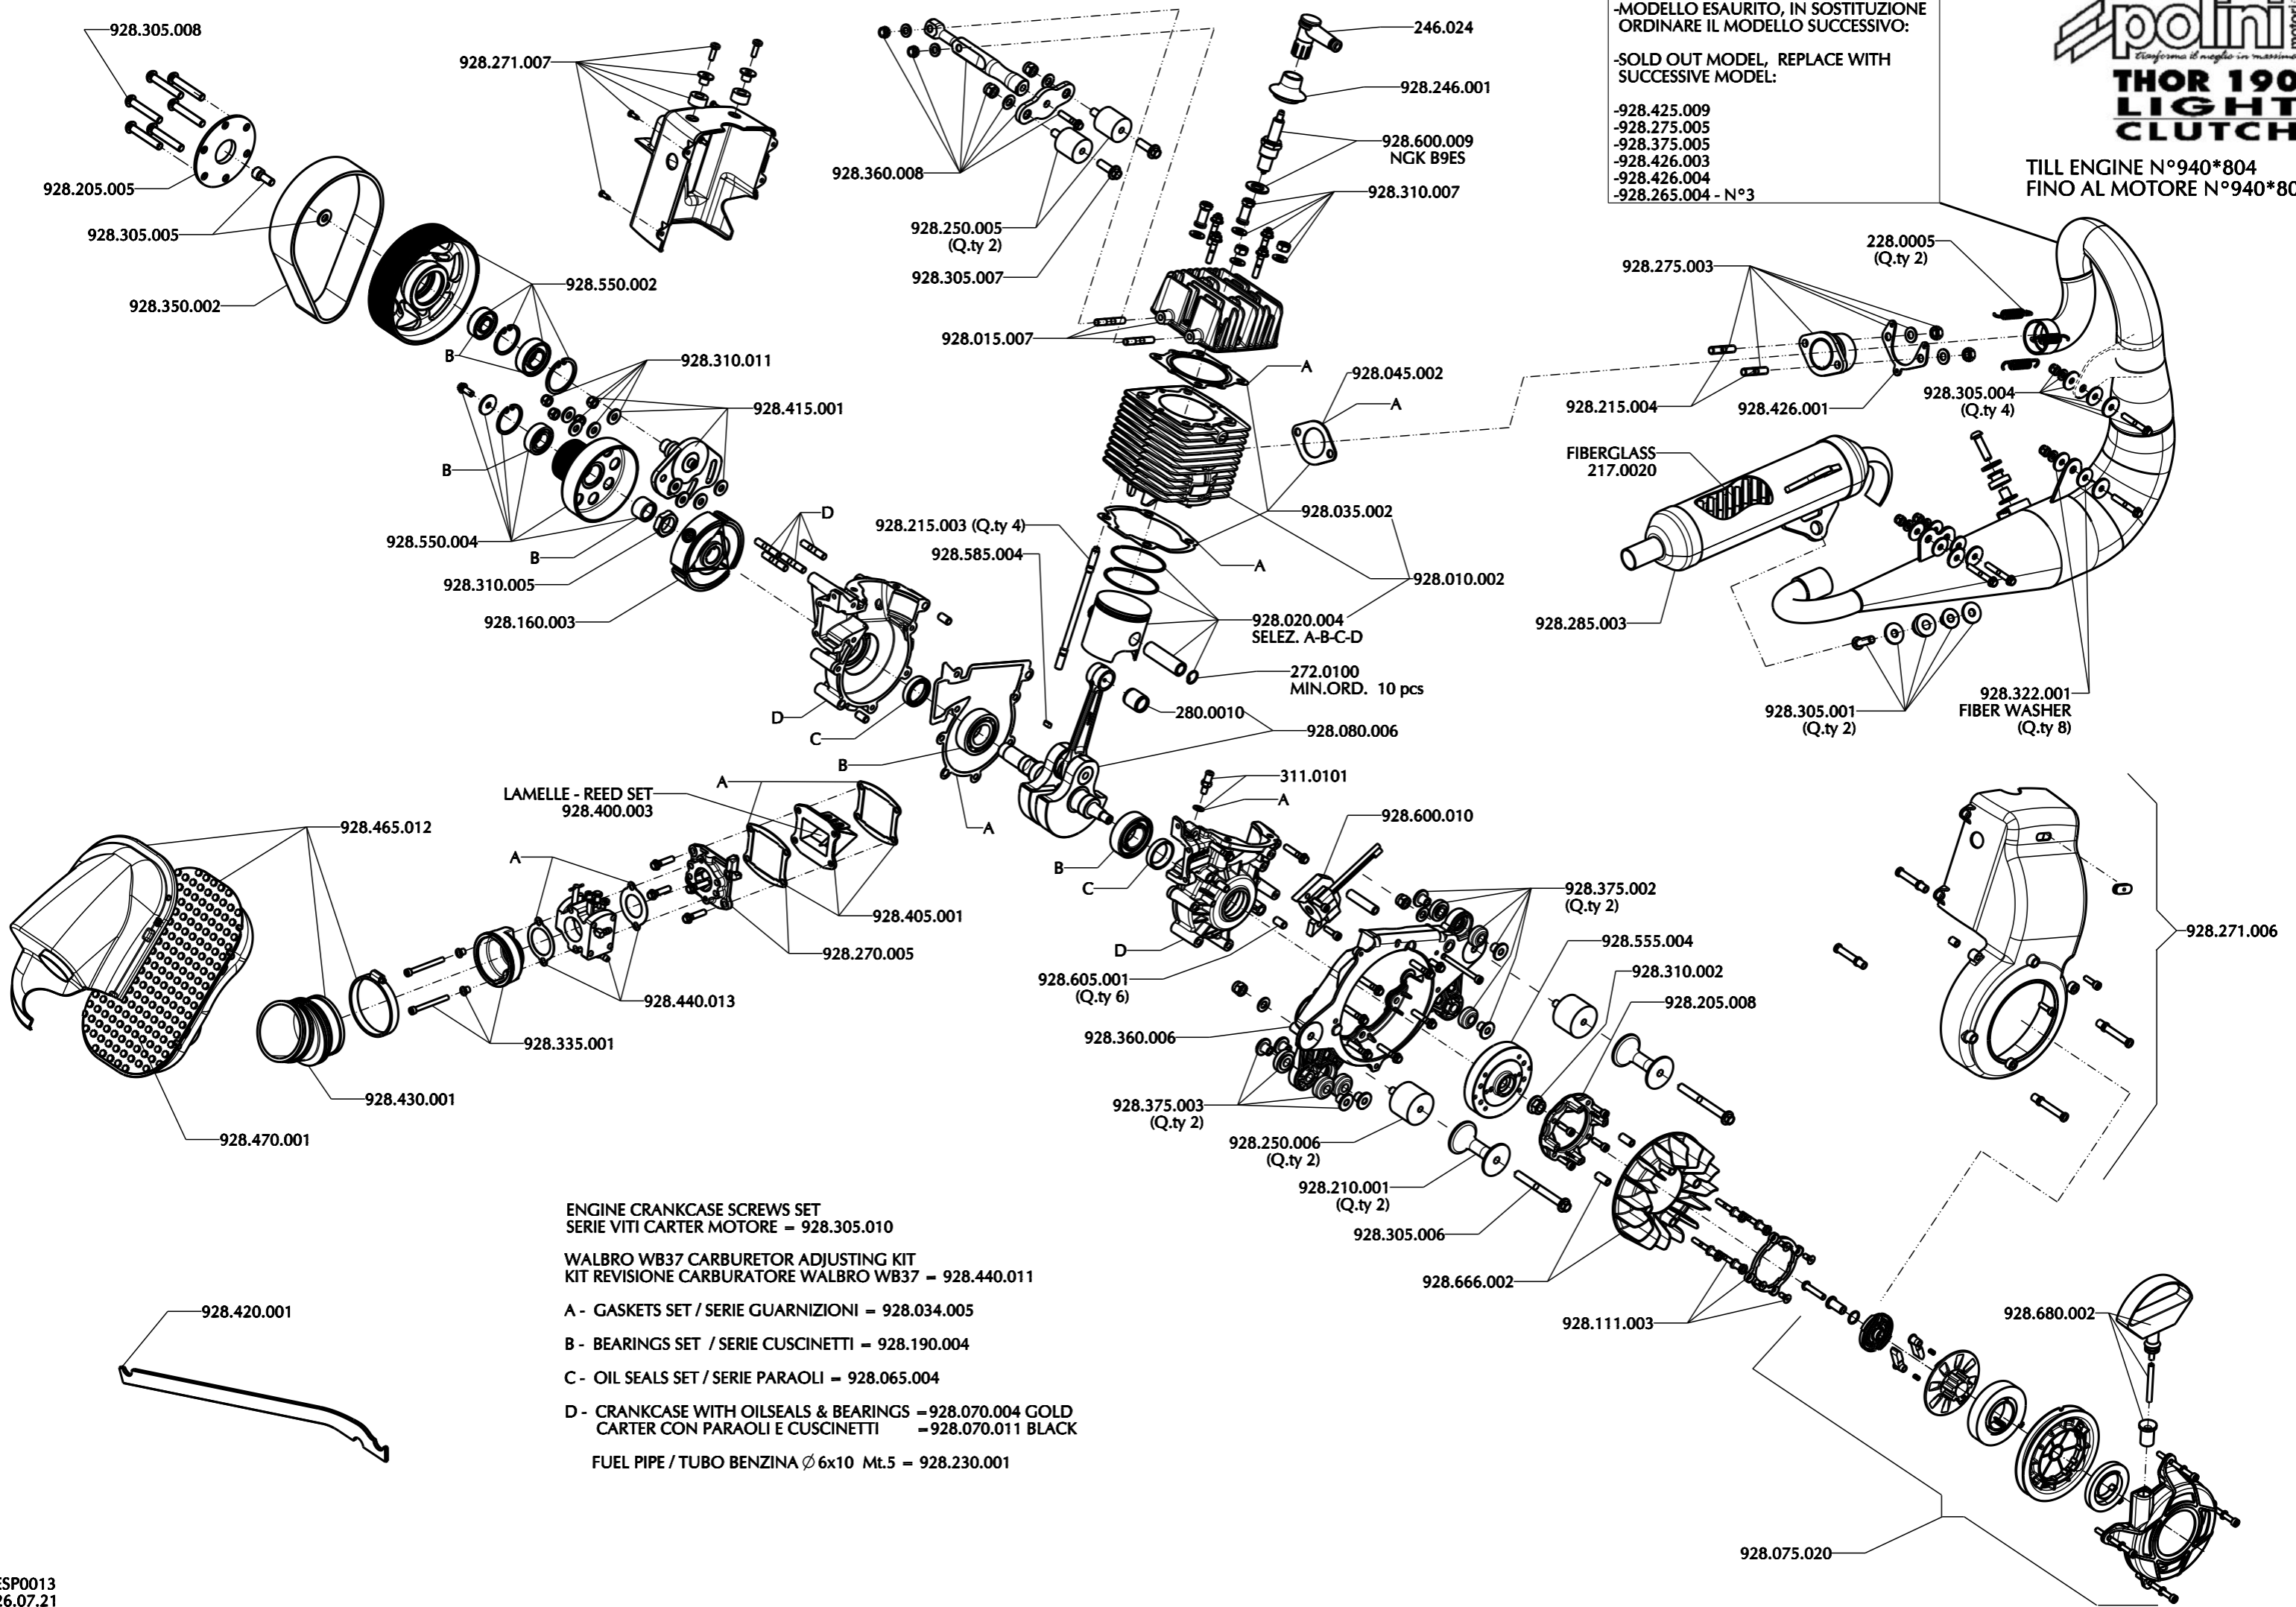 928.305.008
928.205.005
928.305.005
928.350.002
928.271.007
928.550.002
B
928.310.011
928.415.001
B
928.550.004
B
928.310.005
928.160.003
D
928.360.008
928.250.005
(Q.ty 2)
928.305.007
246.024
928.246.001
928.600.009
NGK B9ES
928.310.007
928.015.007
A
928.045.002
A
928.035.002
928.215.003 (Q.ty 4)
928.585.004
A
928.010.002
928.020.004
SELEZ. A-B-C-D
272.0100
MIN.ORD. 10 pcs
280.0010
928.080.006
D
C
B
A
-MODELLO ESAURITO, IN SOSTITUZIONE
ORDINARE IL MODELLO SUCCESSIVO:
-SOLD OUT MODEL, REPLACE WITH
SUCCESSIVE MODEL:
-928.425.009
-928.275.005
-928.375.005
-928.426.003
-928.426.004
-928.265.004 - N°3
polini
motori
trasforma il meglio in massimo
THOR 190
LIGHT
CLUTCH
TILL ENGINE N°940*804
FINO AL MOTORE N°940*80
228.0005
(Q.ty 2)
928.275.003
928.215.004
928.426.001
928.305.004
(Q.ty 4)
FIBERGLASS
217.0020
928.285.003
928.305.001
(Q.ty 2)
928.322.001
FIBER WASHER
(Q.ty 8)
A
LAMELLE - REED SET
928.400.003
928.465.012
A
928.405.001
928.270.005
928.440.013
928.335.001
928.430.001
928.470.001
311.0101
A
928.600.010
B
C
D
928.605.001
(Q.ty 6)
928.375.002
(Q.ty 2)
928.555.004
928.310.002
928.205.008
928.360.006
928.375.003
(Q.ty 2)
928.250.006
(Q.ty 2)
928.210.001
(Q.ty 2)
928.305.006
928.666.002
928.111.003
928.271.006
928.680.002
928.075.020
928.420.001
ENGINE CRANKCASE SCREWS SET
SERIE VITI CARTER MOTORE = 928.305.010
WALBRO WB37 CARBURETOR ADJUSTING KIT
KIT REVISIONE CARBURATORE WALBRO WB37 = 928.440.011
A - GASKETS SET / SERIE GUARNIZIONI = 928.034.005
B - BEARINGS SET / SERIE CUSCINETTI = 928.190.004
C - OIL SEALS SET / SERIE PARAOLI = 928.065.004
D - CRANKCASE WITH OILSEALS & BEARINGS =928.070.004 GOLD
CARTER CON PARAOLI E CUSCINETTI =928.070.011 BLACK
FUEL PIPE / TUBO BENZINA Ø 6x10 Mt.5 = 928.230.001
ESP0013
26.07.21